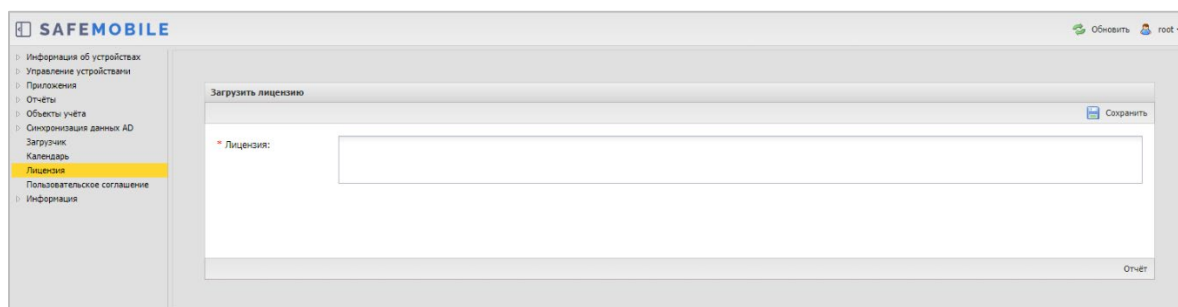 SAFEMOBILE
Обновить root
Информация об устройствах
Управление устройствами
Приложения
Отчёты
Объекты учёта
Синхронизация данных AD
Загрузчик
Календарь
Лицензия
Пользовательское соглашение
Информация
Загрузить лицензию
Сохранить
* Лицензия:
Отчёт